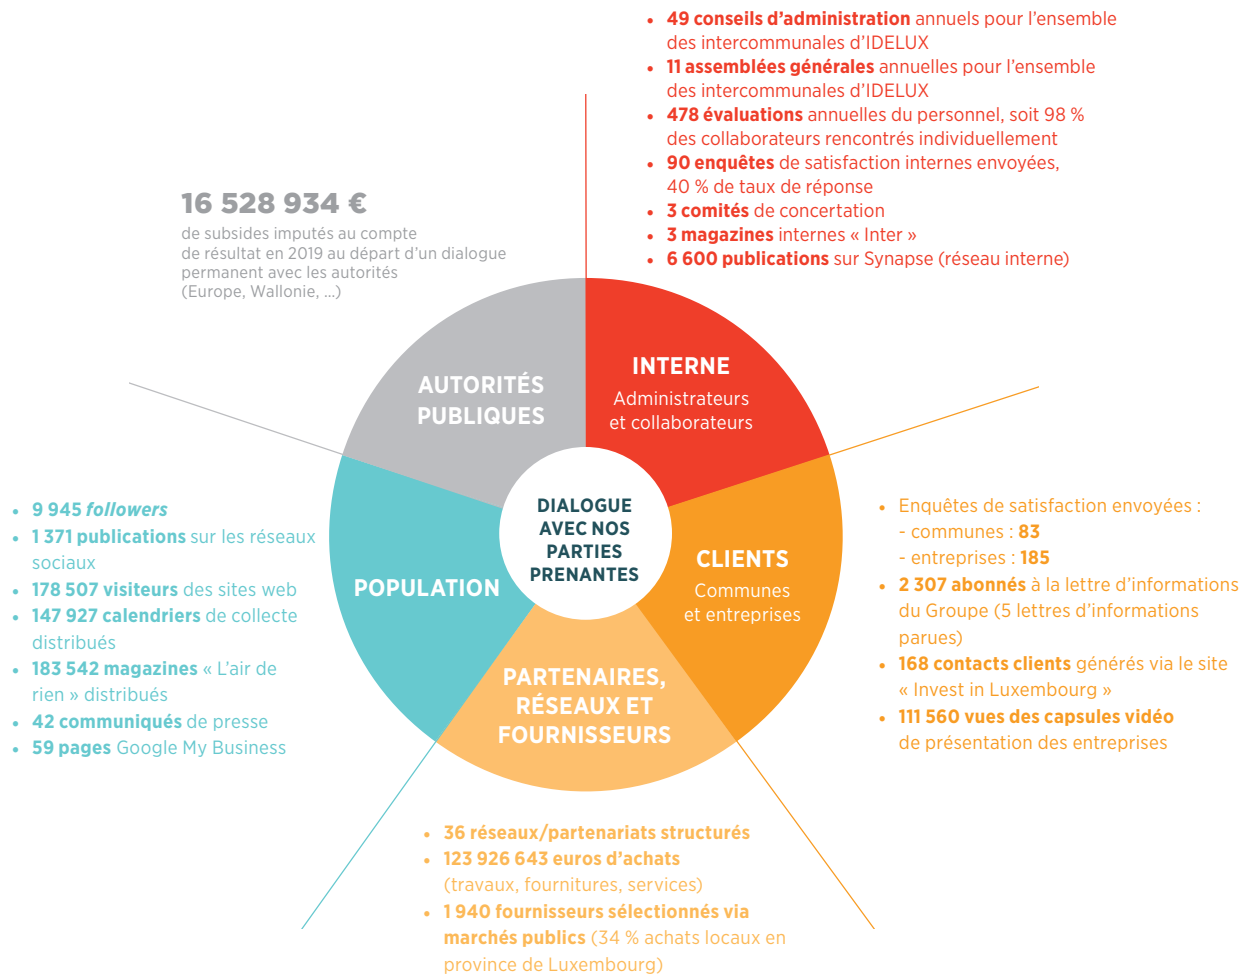 • 49 conseils d'administration annuels pour l'ensemble
des intercommunales d'IDELUX
• 11 assemblées générales annuelles pour l'ensemble
des intercommunales d'IDELUX
• 478 évaluations annuelles du personnel, soit 98 %
des collaborateurs rencontrés individuellement
• 90 enquêtes de satisfaction internes envoyées,
40 % de taux de réponse
• 3 comités de concertation
• 3 magazines internes « Inter »
• 6 600 publications sur Synapse (réseau interne)
16 528 934 €
de subsides imputés au compte
de résultat en 2019 au départ d'un dialogue
permanent avec les autorités
(Europe, Wallonie, ...)
AUTORITÉS
PUBLIQUES
INTERNE
Administrateurs
et collaborateurs
DIALOGUE
AVEC NOS
PARTIES
PRENANTES
CLIENTS
Communes
et entreprises
POPULATION
PARTENAIRES,
RÉSEAUX ET
FOURNISSEURS
• 9 945 followers
• 1 371 publications sur les réseaux
sociaux
• 178 507 visiteurs des sites web
• 147 927 calendriers de collecte
distribués
• 183 542 magazines « L'air de
rien » distribués
• 42 communiqués de presse
• 59 pages Google My Business
• Enquêtes de satisfaction envoyées :
- communes : 83
- entreprises : 185
• 2 307 abonnés à la lettre d'informations
du Groupe (5 lettres d'informations
parues)
• 168 contacts clients générés via le site
« Invest in Luxembourg »
• 111 560 vues des capsules vidéo
de présentation des entreprises
• 36 réseaux/partenariats structurés
• 123 926 643 euros d'achats
(travaux, fournitures, services)
• 1 940 fournisseurs sélectionnés via
marchés publics (34 % achats locaux en
province de Luxembourg)